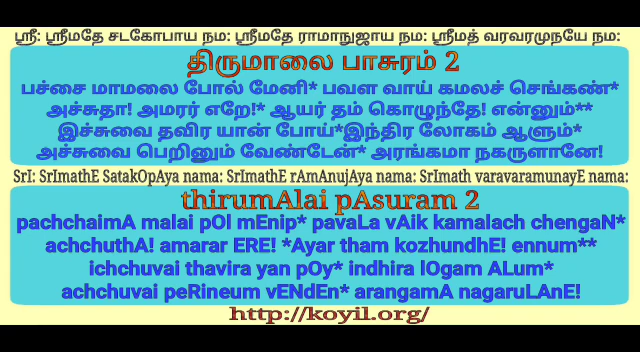 ஸ்ரீ: ஸ்ரீமதே சடகோபாய நம: ஸ்ரீமதே ராமாநுஜாய நம: ஸ்ரீமத் வரவரமுநயே நம:
திருமாலை பாசுரம் 2
பச்சை மாமலை போல் மேனி* பவள வாய் கமலச் செங்கண்*
அச்சுதா! அமரர் எறே!* ஆயர் தம் கொழுந்தே! என்னும்**
இச்சுவை தவிர யான் போய்*இந்திர லோகம் ஆளும்*
அச்சுவை பெறினும் வேண்டேன்* அரங்கமா நகருளானே!
SrI: SrImathE SatakOpAya nama: SrImathE rAmAnujAya nama: SrImath varavaramunayE nama:
thirumAlai pAsuram 2
pachchaimA malai pOl mEnip* pavaLa vAik kamalach chengaN*
achchuthA! amarar ERE! *Ayar tham kozhundhE! ennum**
ichchuvai thavira yan pOy* indhira lOgam ALum*
achchuvai peRineum vENdEn* arangamA nagaruLAnE!
http://koyil.org/